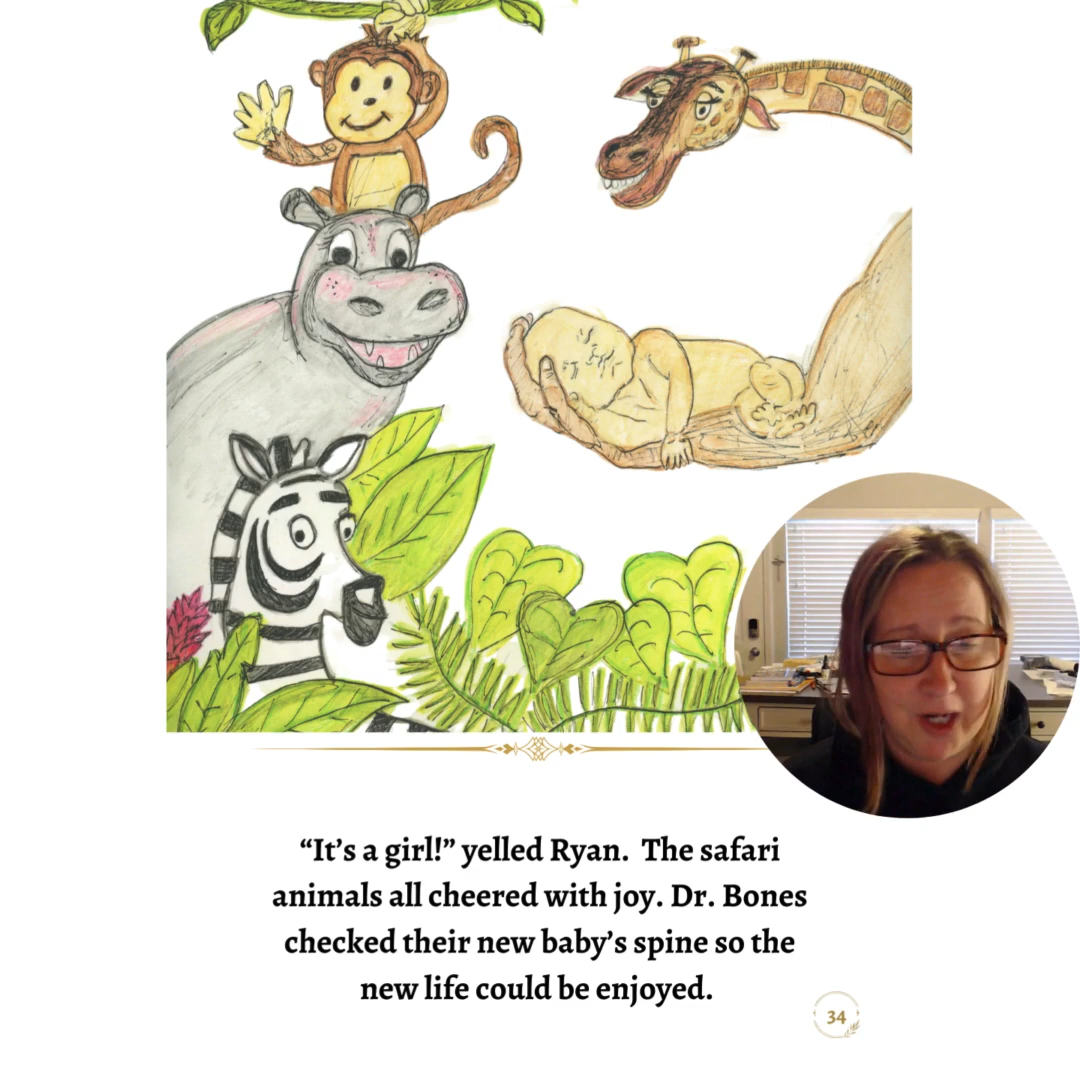 “It’s a girl!” yelled Ryan.  The safari
animals all cheered with joy. Dr. Bones
checked their new baby’s spine so the
new life could be enjoyed.
34